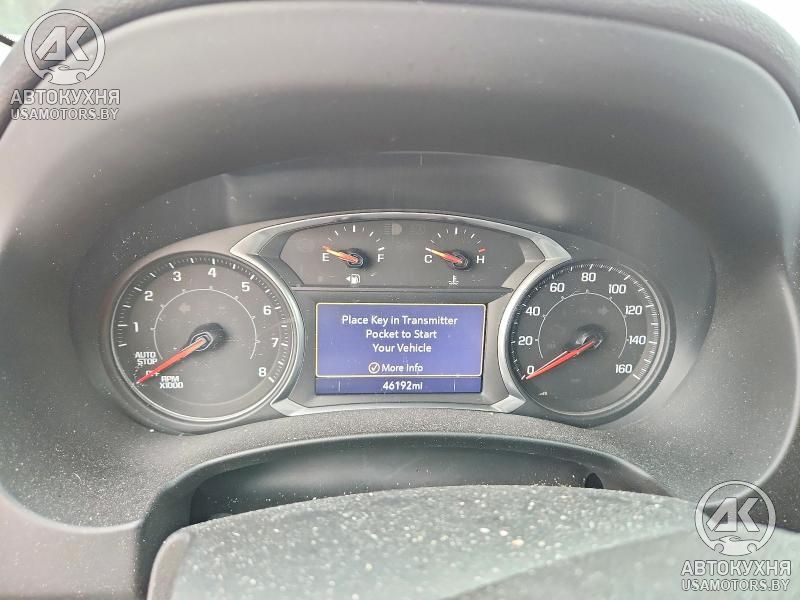 АК
АВТОКУХНЯ
USAMOTORS.BY
E F
C H
1 2 3 4 5 6 7 8
AUTO
STOP
OFF
RPM
X1000
Place Key in Transmitter
Pocket to Start
Your Vehicle
More Info
46192mi
0 20 40 60 80 100 120 140 160
АК
АВТОКУХНЯ
USAMOTORS.BY